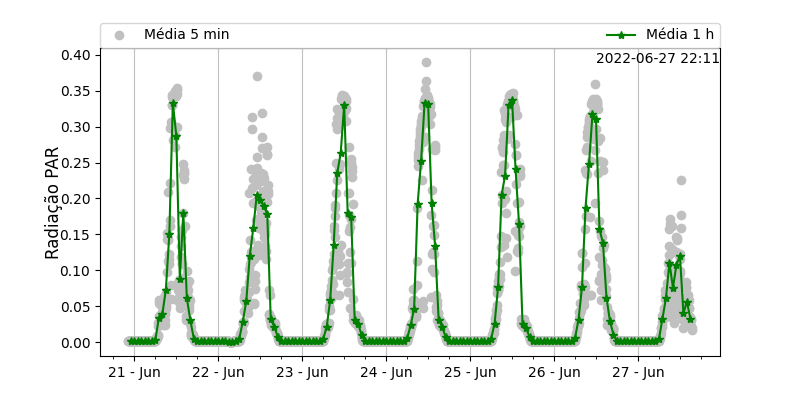 Média 5 min
Média 1 h
2022-06-27 22:11
Radiação PAR
0.40
0.35
0.30
0.25
0.20
0.15
0.10
0.05
0.00
21 - Jun
22 - Jun
23 - Jun
24 - Jun
25 - Jun
26 - Jun
27 - Jun